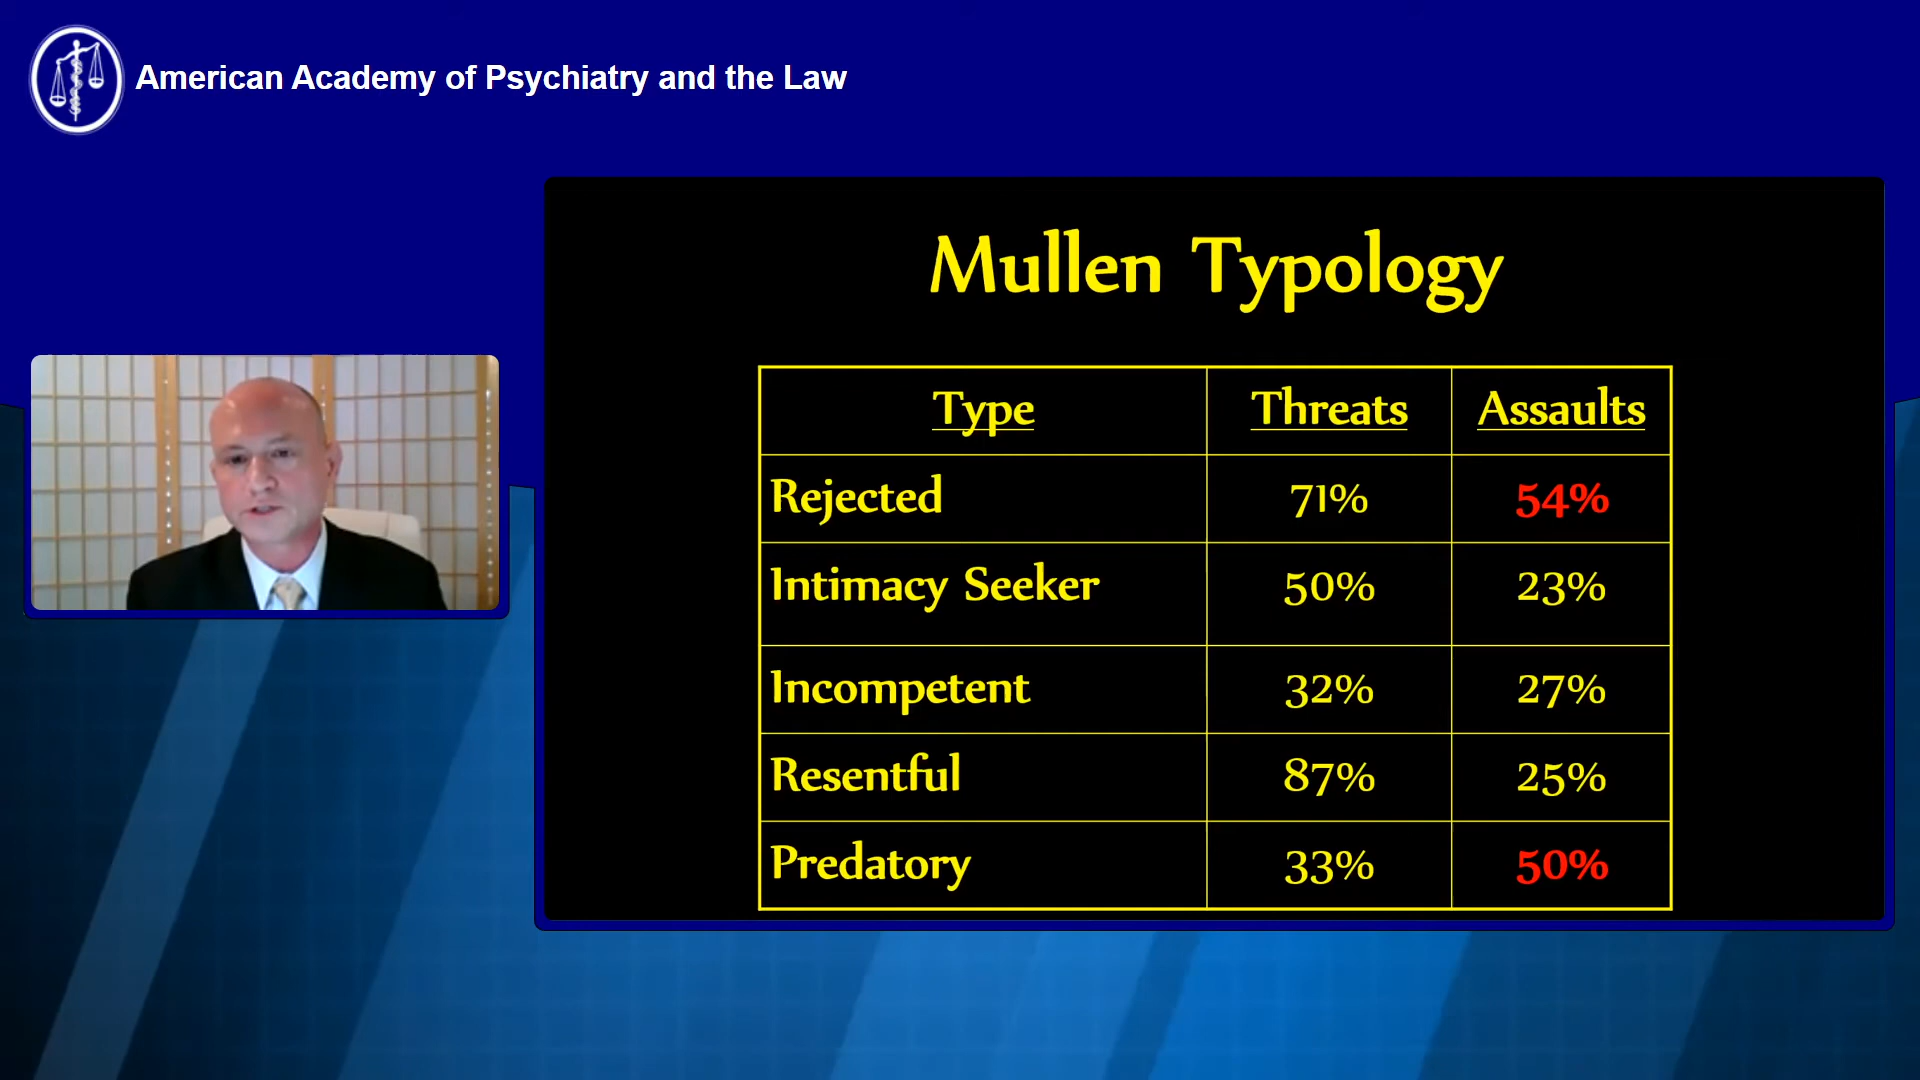 American Academy of Psychiatry and the Law
Mullen Typology
Type Threats Assaults
Rejected 71% 54%
Intimacy Seeker 50% 23%
Incompetent 32% 27%
Resentful 87% 25%
Predatory 33% 50%